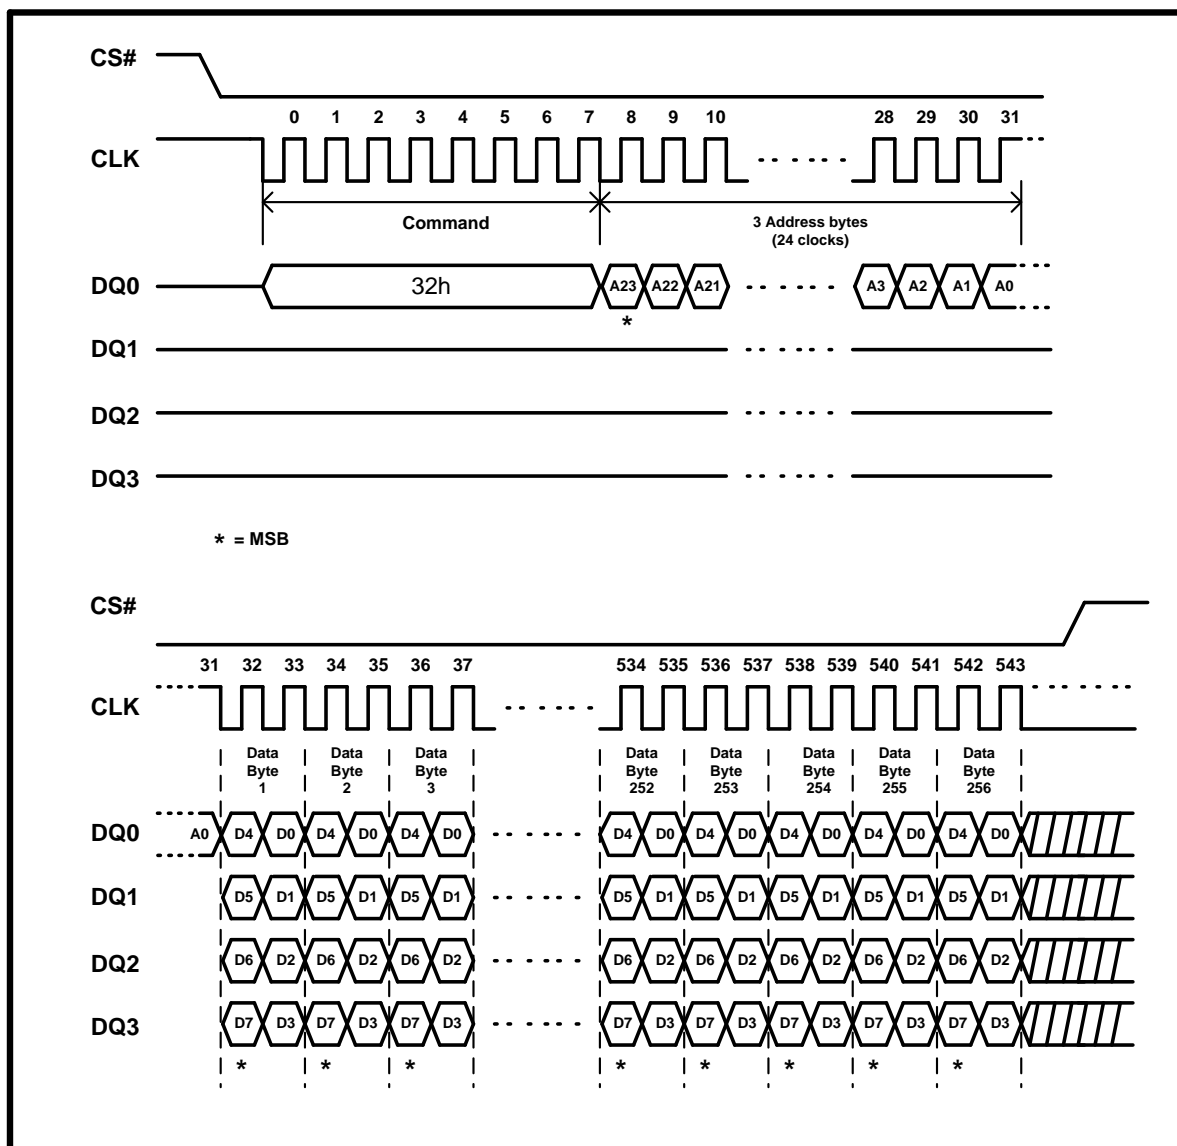 CS#
0 1 2 3 4 5 6 7 8 9 10 28 29 30 31
CLK
Command
3 Address bytes
(24 clocks)
DQ0 32h A23 A22 A21 A3 A2 A1 A0
*
DQ1
DQ2
DQ3
* = MSB
CS#
31 32 33 34 35 36 37 534 535 536 537 538 539 540 541 542 543
CLK
Data Data Data Data Data Data Data Data
Byte Byte Byte Byte Byte Byte Byte Byte
1 2 3 252 253 254 255 256
DQ0 A0 D4 D0 D4 D0 D4 D0 D4 D0 D4 D0 D4 D0 D4 D0 D4 D0
DQ1 D5 D1 D5 D1 D5 D1 D5 D1 D5 D1 D5 D1 D5 D1 D5 D1
DQ2 D6 D2 D6 D2 D6 D2 D6 D2 D6 D2 D6 D2 D6 D2 D6 D2
DQ3 D7 D3 D7 D3 D7 D3 D7 D3 D7 D3 D7 D3 D7 D3 D7 D3
* * * * * * * *